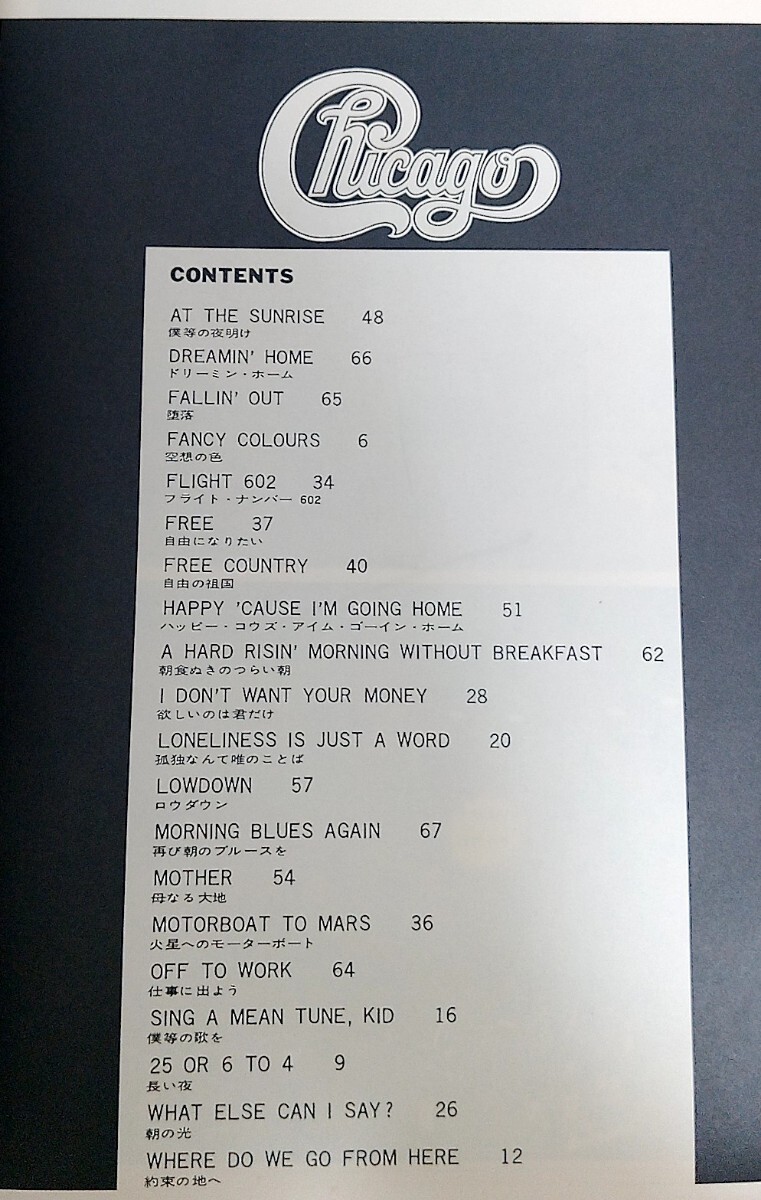 Chicago
CONTENTS
AT THE SUNRISE 48
僕等の夜明け
DREAMIN' HOME 66
ドリーミン・ホーム
FALLIN' OUT 65
堕落
FANCY COLOURS 6
空想の色
FLIGHT 602 34
フライト・ナンバー 602
FREE 37
自由になりたい
FREE COUNTRY 40
自由の祖国
HAPPY 'CAUSE I'M GOING HOME 51
ハッピー・コウズ・アイム・ゴーイン・ホーム
A HARD RISIN' MORNING WITHOUT BREAKFAST 62
朝食ぬきのつらい朝
I DON'T WANT YOUR MONEY 28
欲しいのは君だけ
LONELINESS IS JUST A WORD 20
孤独なんて唯のことば
LOWDOWN 57
ロウダウン
MORNING BLUES AGAIN 67
再び朝のブルースを
MOTHER 54
母なる大地
MOTORBOAT TO MARS 36
火星へのモーターボート
OFF TO WORK 64
仕事に出よう
SING A MEAN TUNE, KID 16
僕等の歌を
25 OR 6 TO 4 9
長い夜
WHAT ELSE CAN I SAY? 26
朝の光
WHERE DO WE GO FROM HERE 12
約束の地へ